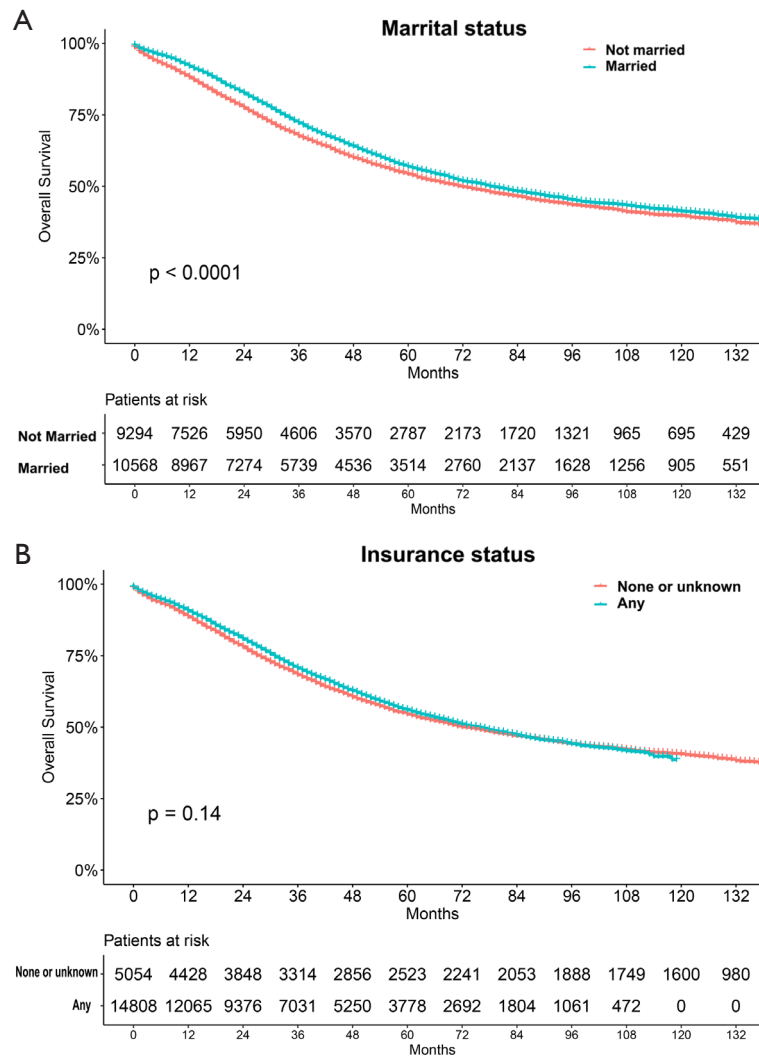 A
Marrital status
Not married
Married
100%
75%
50%
25%
0%
Overall Survival
p < 0.0001
0 12 24 36 48 60 72 84 96 108 120 132
Months
Patients at risk
Not Married 9294 7526 5950 4606 3570 2787 2173 1720 1321 965 695 429
Married 10568 8967 7274 5739 4536 3514 2760 2137 1628 1256 905 551
0 12 24 36 48 60 72 84 96 108 120 132
Months
B
Insurance status
None or unknown
Any
100%
75%
50%
25%
0%
Overall Survival
p = 0.14
0 12 24 36 48 60 72 84 96 108 120 132
Months
Patients at risk
None or unknown 5054 4428 3848 3314 2856 2523 2241 2053 1888 1749 1600 980
Any 14808 12065 9376 7031 5250 3778 2692 1804 1061 472 0 0
0 12 24 36 48 60 72 84 96 108 120 132
Months